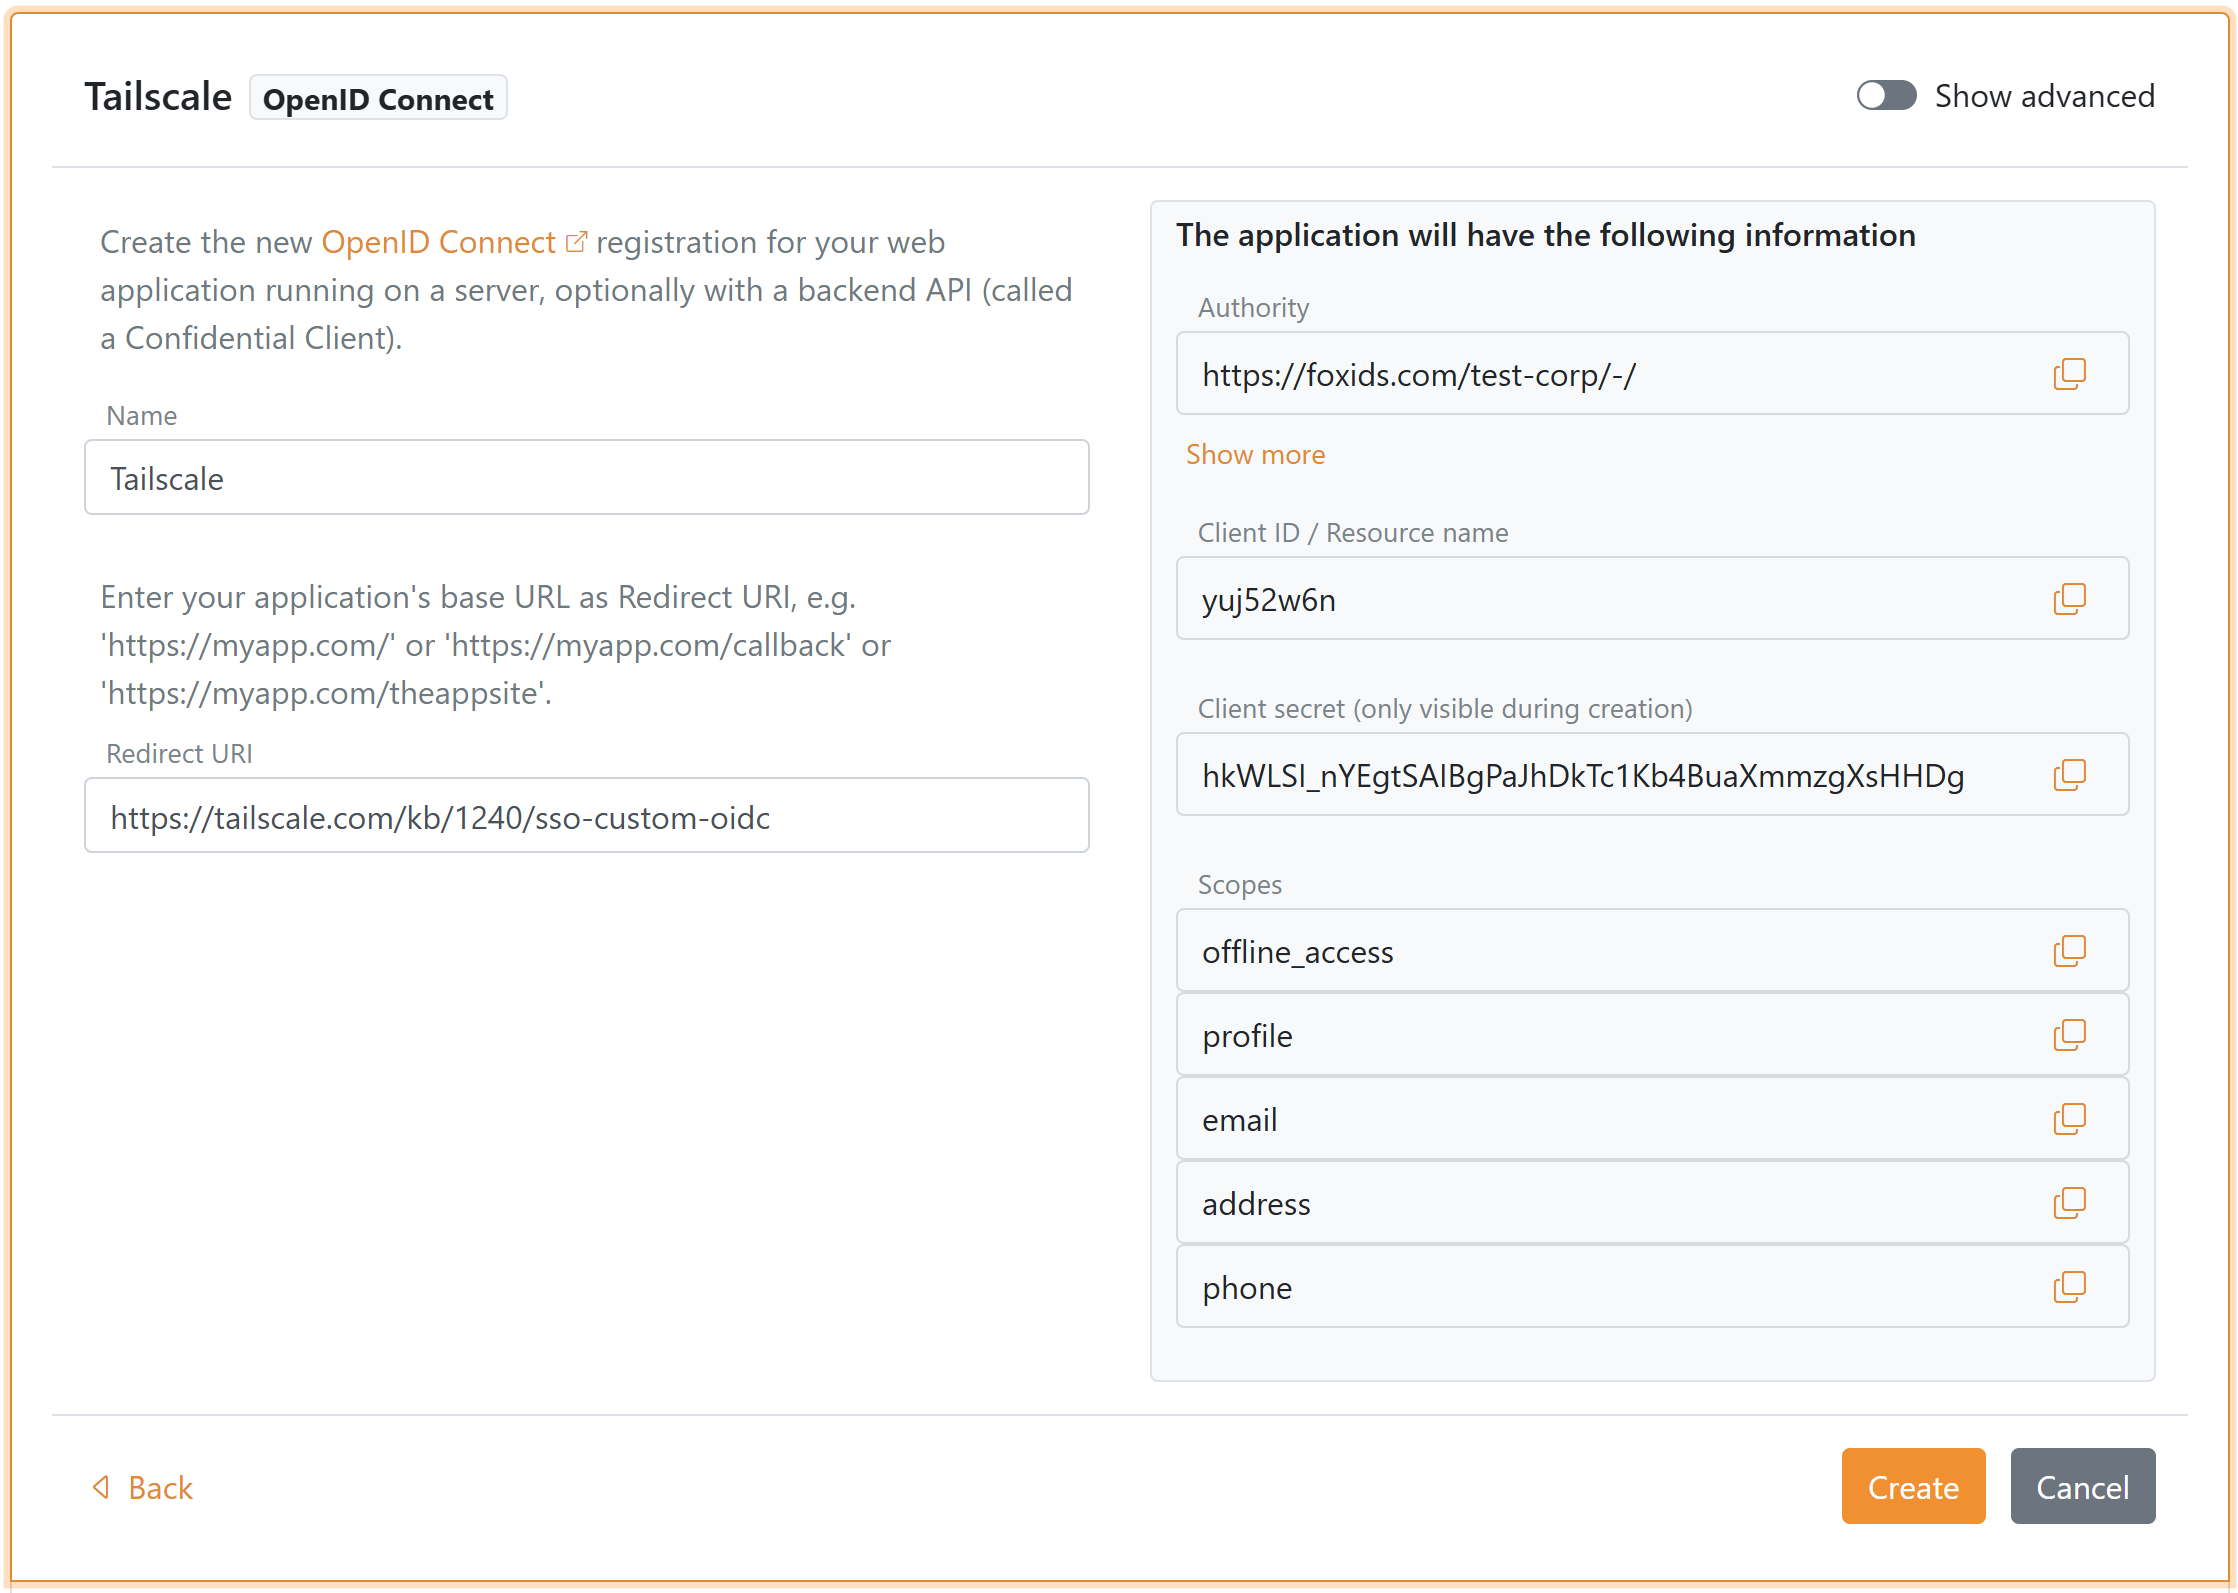 Tailscale OpenID Connect
Show advanced
Create the new OpenID Connect registration for your web
application running on a server, optionally with a backend API (called
a Confidential Client).
Name
Tailscale
Enter your application's base URL as Redirect URI, e.g.
'https://myapp.com/' or 'https://myapp.com/callback' or
'https://myapp.com/theappsite'.
Redirect URI
https://tailscale.com/kb/1240/sso-custom-oidc
The application will have the following information
Authority
https://foxids.com/test-corp/-/
Show more
Client ID / Resource name
yuj52w6n
Client secret (only visible during creation)
hkWLSI_nYEgtSAIBgPaJhDkTc1Kb4BuaXmmzgXsHHDg
Scopes
offline_access
profile
email
address
phone
Back
Create
Cancel